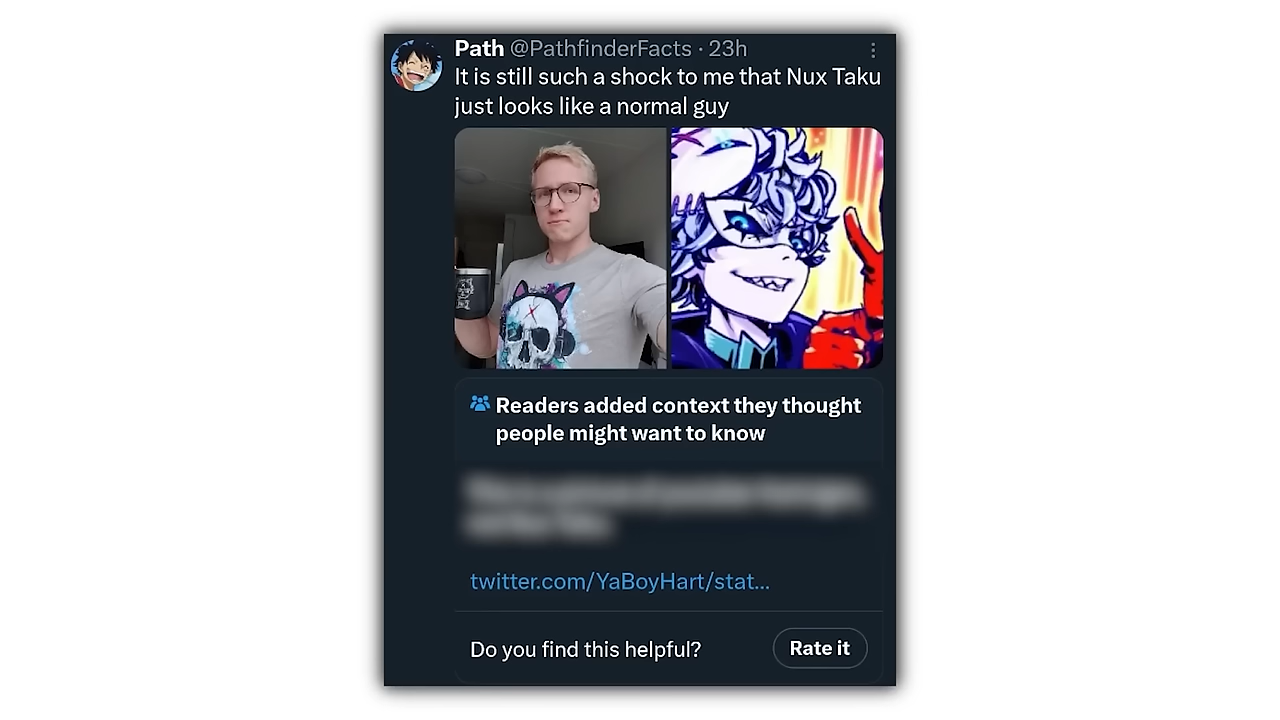 Path @PathfinderFacts · 23h
It is still such a shock to me that Nux Taku
just looks like a normal guy
Readers added context they thought
people might want to know
twitter.com/YaBoyHart/stat...
Do you find this helpful?
Rate it